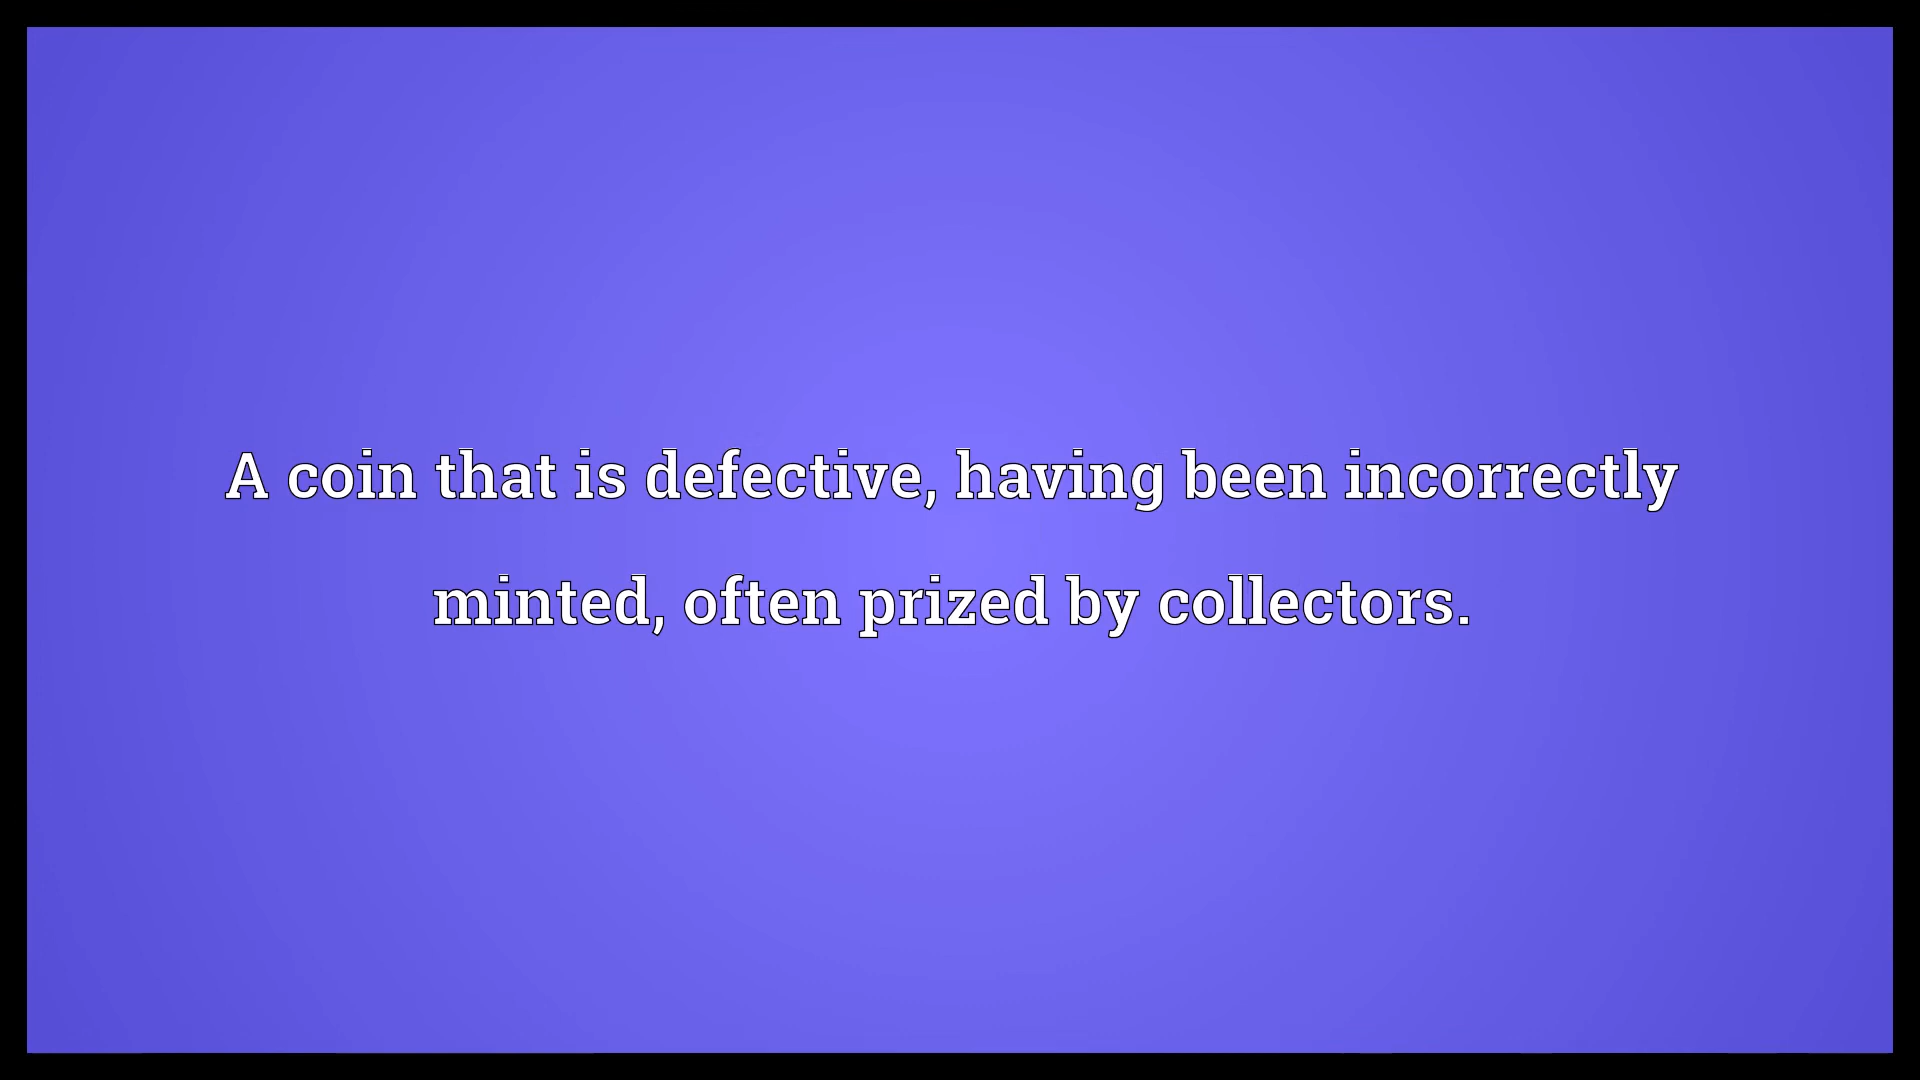 A coin that is defective, having been incorrectly
minted, often prized by collectors.